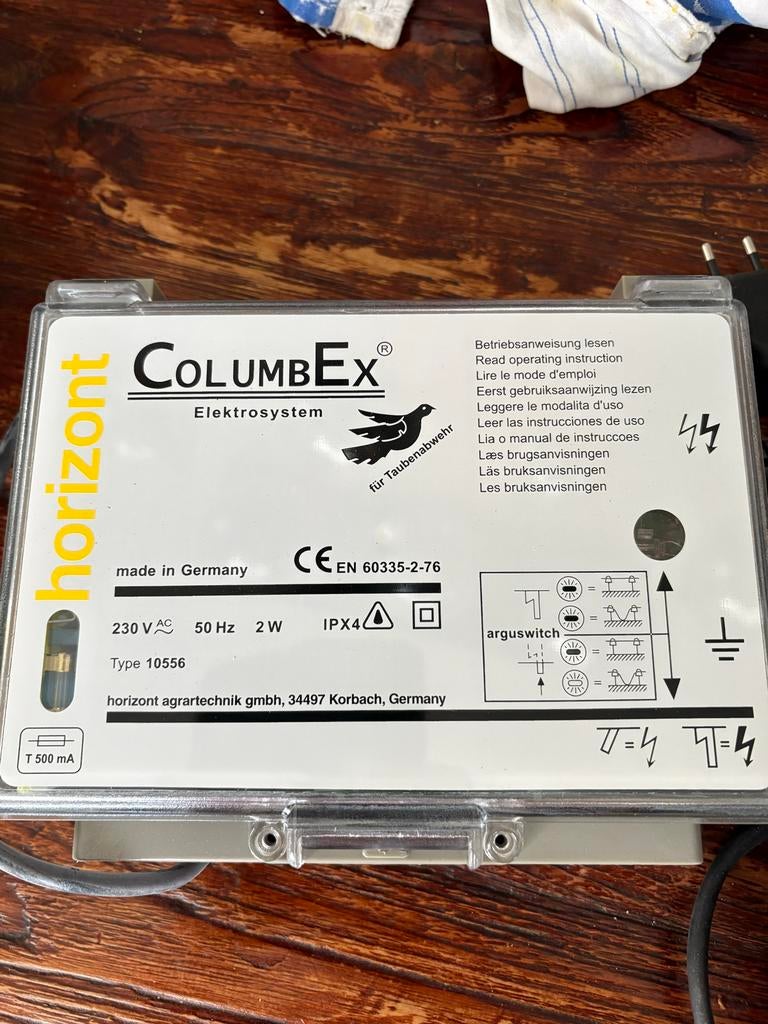 horizont
COLUMBEX®
Elektrosystem
für Taubenabwehr
Betriebsanweisung lesen
Read operating instruction
Lire le mode d'emploi
Eerst gebruiksaanwijzing lezen
Leggere le modalita d'uso
Leer las instrucciones de uso
Lia o manual de instruccoes
Læs brugsanvisningen
Läs bruksanvisningen
Les bruksanvisningen
made in Germany CE EN 60335-2-76
230 V AC 50 Hz 2 W IPX4
Type 10556
arguswitch
horizont agrartechnik gmbh, 34497 Korbach, Germany
T 500 mA